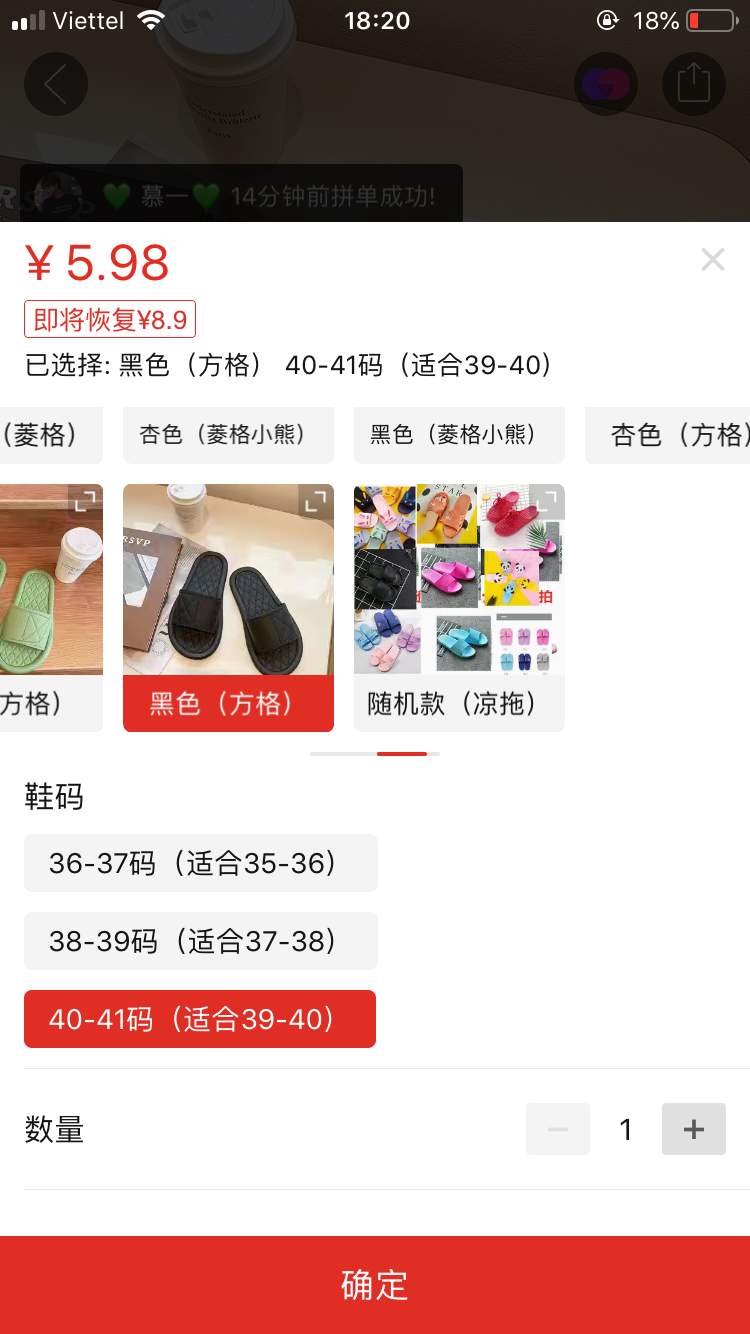 Viettel 18:20 18%
慕一 14分钟前拼单成功!
¥ 5.98
即将恢复¥8.9
已选择: 黑色（方格） 40-41码（适合39-40）
(菱格) 杏色（菱格小熊） 黑色（菱格小熊） 杏色（方格)
RSVP
STAR
拍
方格） 黑色（方格） 随机款（凉拖）
鞋码
36-37码（适合35-36）
38-39码（适合37-38）
40-41码（适合39-40）
数量 1
确定